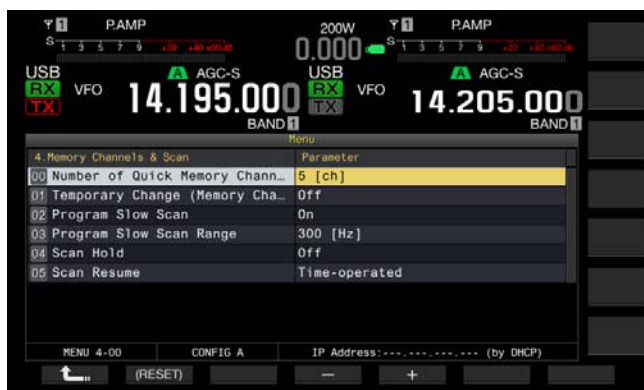 1 P.AMP 200W 1 P.AMP
S 1 3 5 7 9 +20 +40 +60dB 0.000 S 1 3 5 7 9 +20 +40 +60dB
USB A AGC-S USB A AGC-S
RX VFO 14.195.000 RX VFO 14.205.000
TX BAND 1 TX BAND 1
Menu
4.Memory Channels & Scan Parameter
00 Number of Quick Memory Chann… 5 [ch]
01 Temporary Change (Memory Cha… Off
02 Program Slow Scan On
03 Program Slow Scan Range 300 [Hz]
04 Scan Hold Off
05 Scan Resume Time-operated
MENU 4-00 CONFIG A IP Address:---.---.---.--- (by DHCP)
(RESET) − +